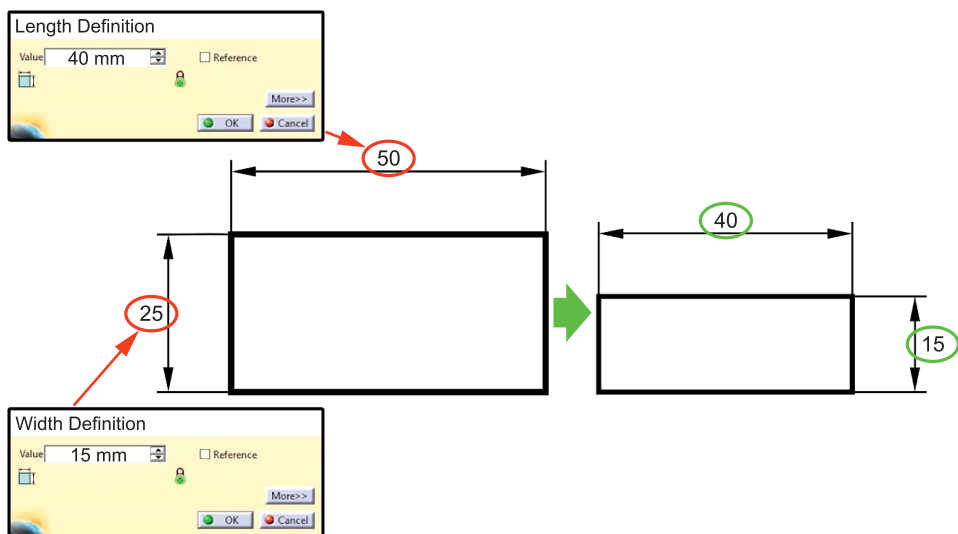 Length Definition
Value 40 mm Reference
More>>
OK Cancel
50
40
25
15
Width Definition
Value 15 mm Reference
More>>
OK Cancel